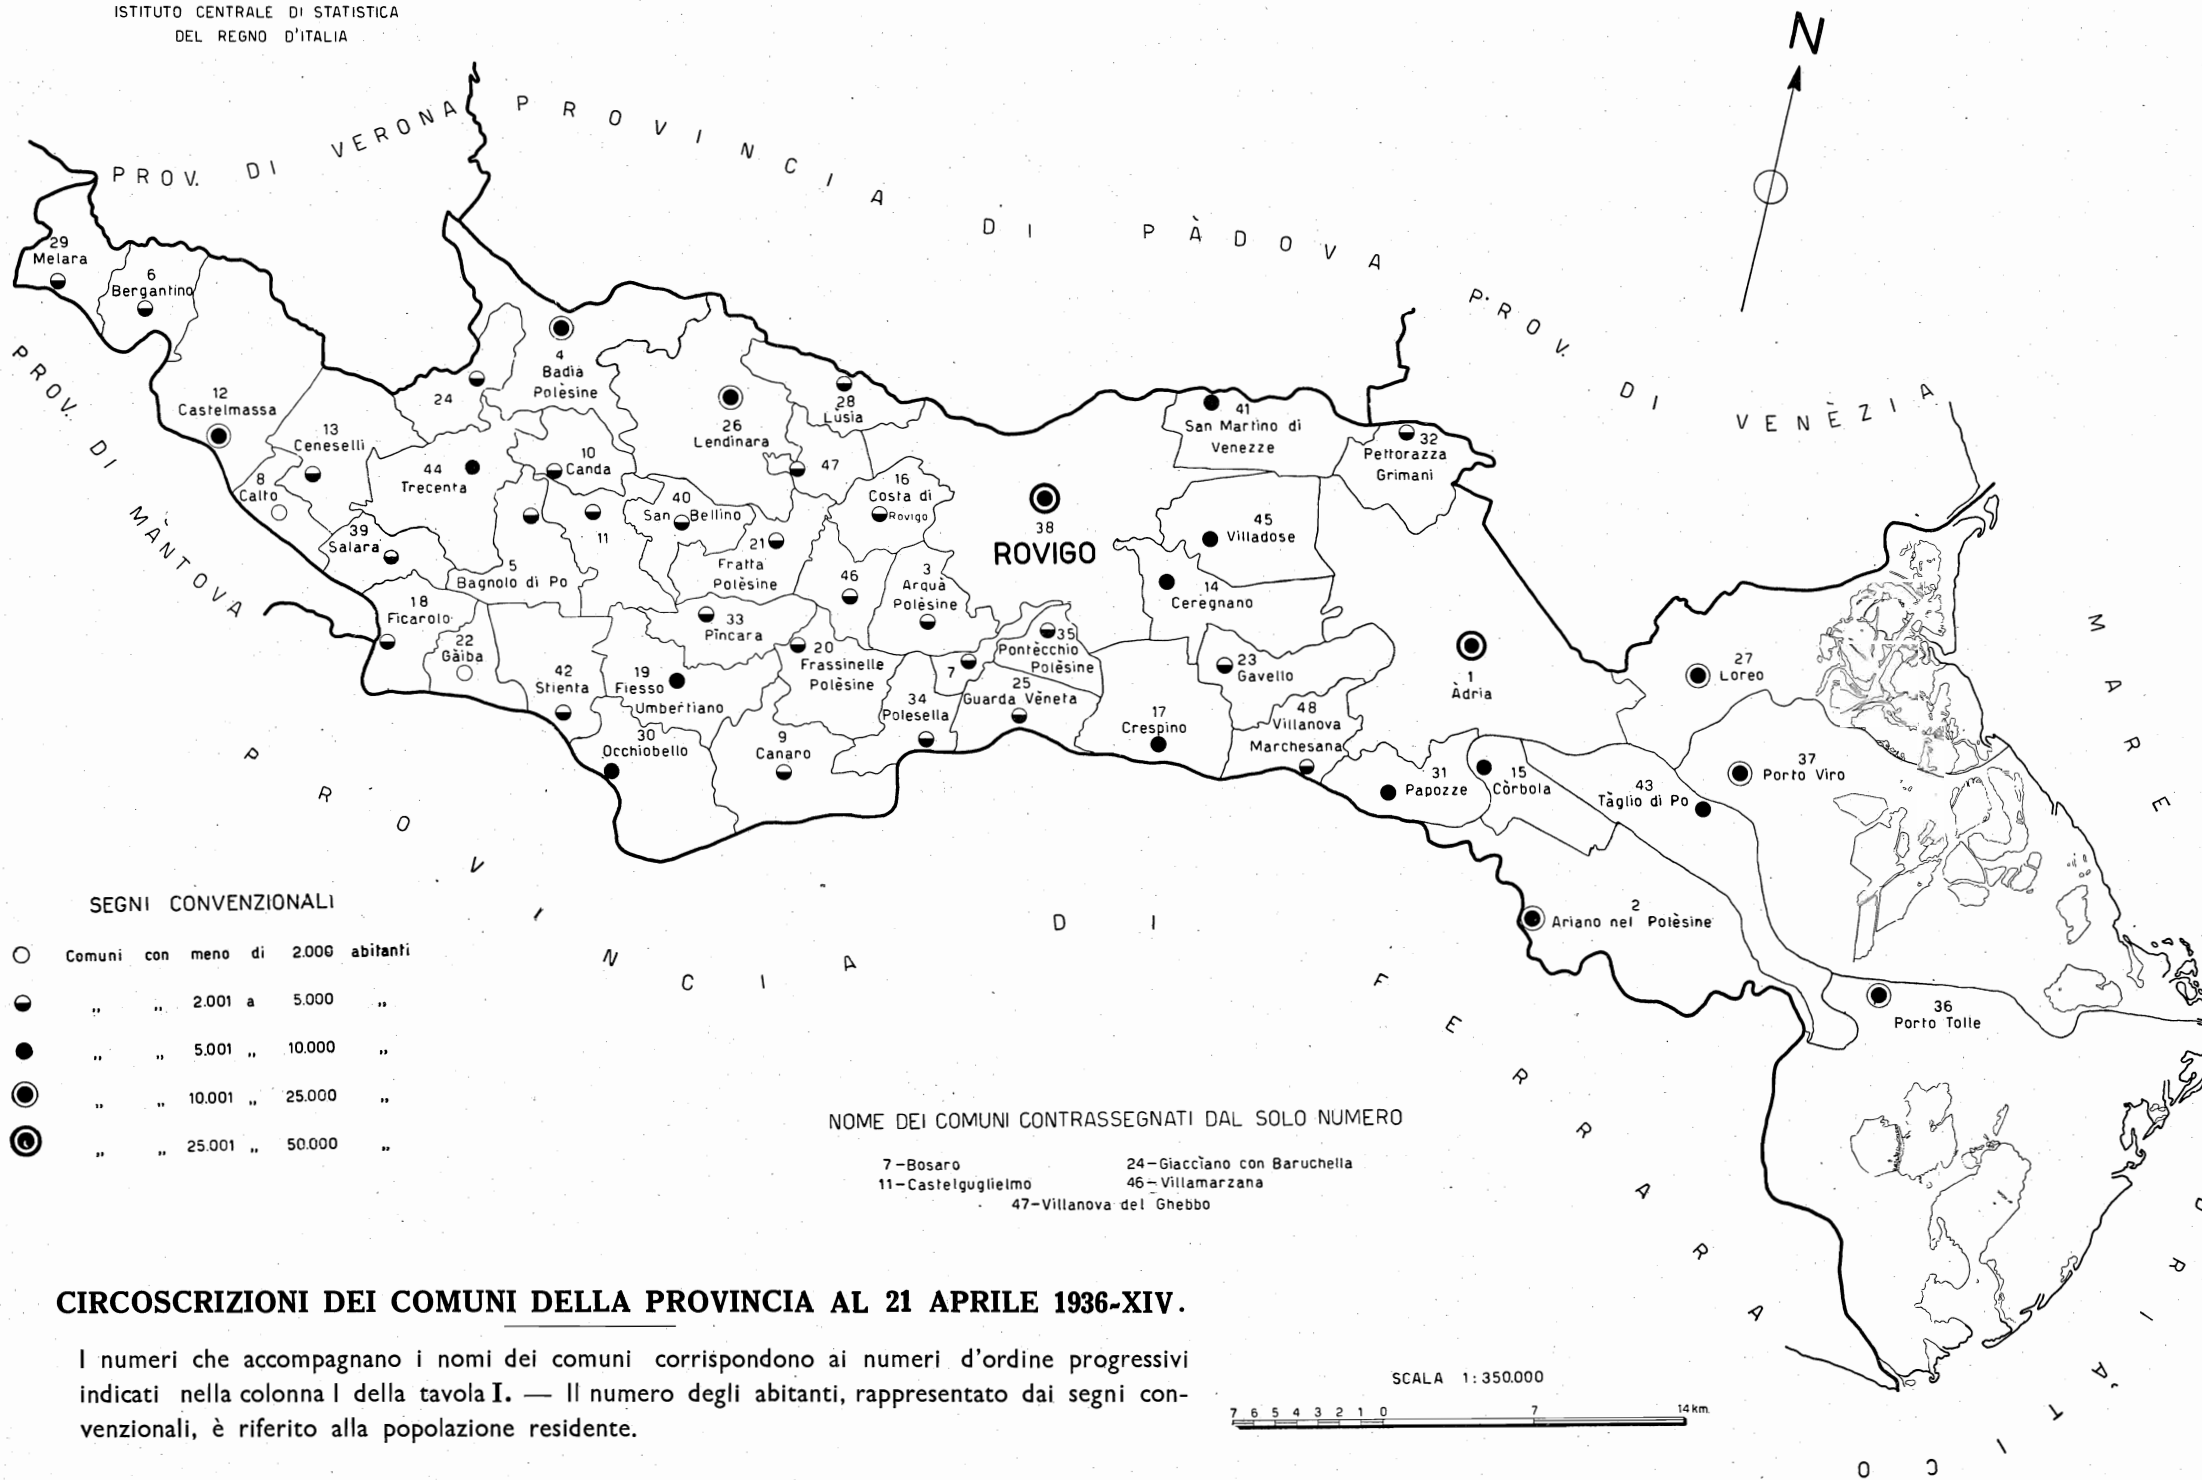 ISTITUTO CENTRALE DI STATISTICA
DEL REGNO D'ITALIA
N
PROV. DI VERONA
PROVINCIA DI PÀDOVA
PROV. DI VENÈZIA
PROV. DI MÀNTOVA
PROVINCIA DI FERRARA
MARE ADRIÀTICO
29
Melara
6
Bergantino
12
Castelmassa
13
Ceneselli
8
Calto
24
4
Badia
Polèsine
44
Trecenta
10
Canda
26
Lendinara
28
Lùsia
47
16
Costa di
Rovigo
40
San Bellino
39
Salara
5
Bagnolo di Po
11
21
Fratta
Polèsine
46
3
Arquà
Polèsine
38
ROVIGO
41
San Martino di
Venezze
32
Pettorazza
Grimani
45
Villadose
14
Ceregnano
18
Ficarolo
22
Gàiba
42
Stienta
19
Fiesso
Umbertiano
33
Pincara
20
Frassinelle
Polèsine
7
35
Pontècchio
Polèsine
25
Guarda Vèneta
34
Polesella
30
Occhiobello
9
Canaro
17
Crespino
23
Gavello
48
Villanova
Marchesana
1
Àdria
27
Loreo
31
Papozze
15
Còrbola
43
Tàglio di Po
37
Porto Viro
2
Ariano nel Polèsine
36
Porto Tolle
SEGNI CONVENZIONALI
Comuni con meno di 2.000 abitanti
„ „ 2.001 a 5.000 „
„ „ 5.001 „ 10.000 „
„ „ 10.001 „ 25.000 „
„ „ 25.001 „ 50.000 „
NOME DEI COMUNI CONTRASSEGNATI DAL SOLO NUMERO
7–Bosaro 24–Giacciano con Baruchella
11–Castelguglielmo 46–Villamarzana
47–Villanova del Ghebbo
CIRCOSCRIZIONI DEI COMUNI DELLA PROVINCIA AL 21 APRILE 1936-XIV.
I numeri che accompagnano i nomi dei comuni corrispondono ai numeri d'ordine progressivi
indicati nella colonna I della tavola I. — Il numero degli abitanti, rappresentato dai segni con-
venzionali, è riferito alla popolazione residente.
SCALA 1:350.000
7 6 5 4 3 2 1 0 7 14 km.